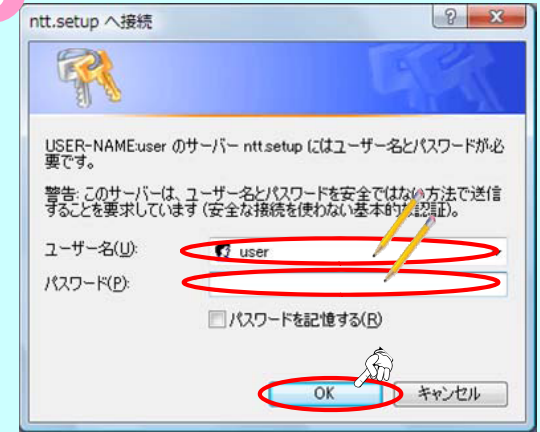 ntt.setup へ接続
USER-NAME:user のサーバー ntt.setup にはユーザー名とパスワードが必
要です。
警告: このサーバーは、ユーザー名とパスワードを安全ではない方法で送信
することを要求しています (安全な接続を使わない基本的な認証)。
ユーザー名(U):
user
パスワード(P):
パスワードを記憶する(R)
OK
キャンセル